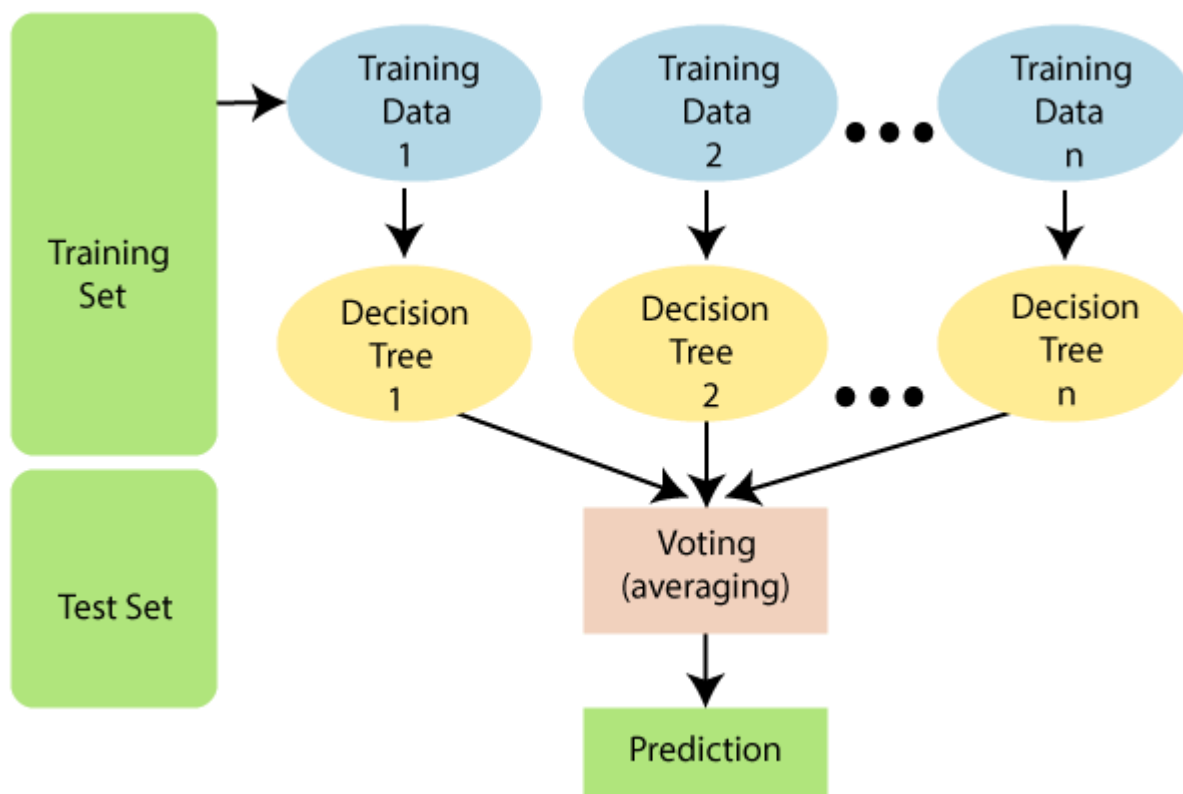 Training
Data
1
Training
Data
2
Training
Data
n
Training
Set
Decision
Tree
1
Decision
Tree
2
Decision
Tree
n
Test Set
Voting
(averaging)
Prediction